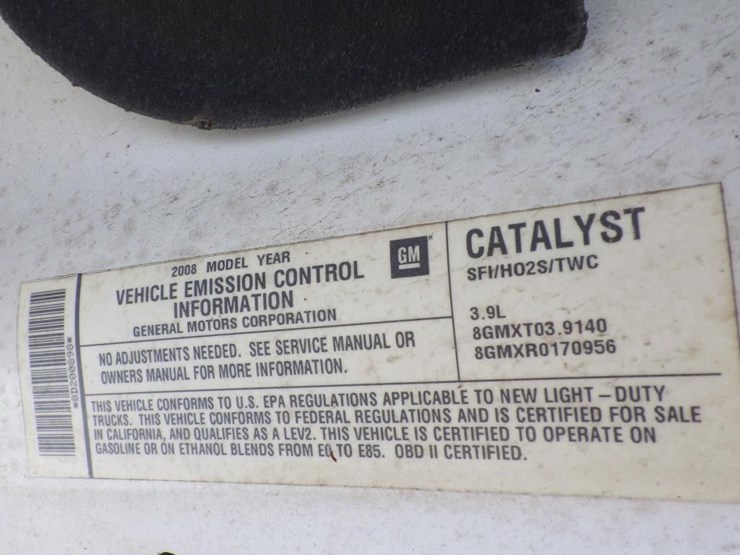 2008 MODEL YEAR
VEHICLE EMISSION CONTROL
INFORMATION
GENERAL MOTORS CORPORATION
GM
CATALYST
SFI/HO2S/TWC
3.9L
8GMXT03.9140
8GMXR0170956
NO ADJUSTMENTS NEEDED. SEE SERVICE MANUAL OR
OWNERS MANUAL FOR MORE INFORMATION.
THIS VEHICLE CONFORMS TO U.S. EPA REGULATIONS APPLICABLE TO NEW LIGHT-DUTY
TRUCKS. THIS VEHICLE CONFORMS TO FEDERAL REGULATIONS AND IS CERTIFIED FOR SALE
IN CALIFORNIA, AND QUALIFIES AS A LEV2. THIS VEHICLE IS CERTIFIED TO OPERATE ON
GASOLINE OR ON ETHANOL BLENDS FROM E0 TO E85. OBD II CERTIFIED.
*8D200898*